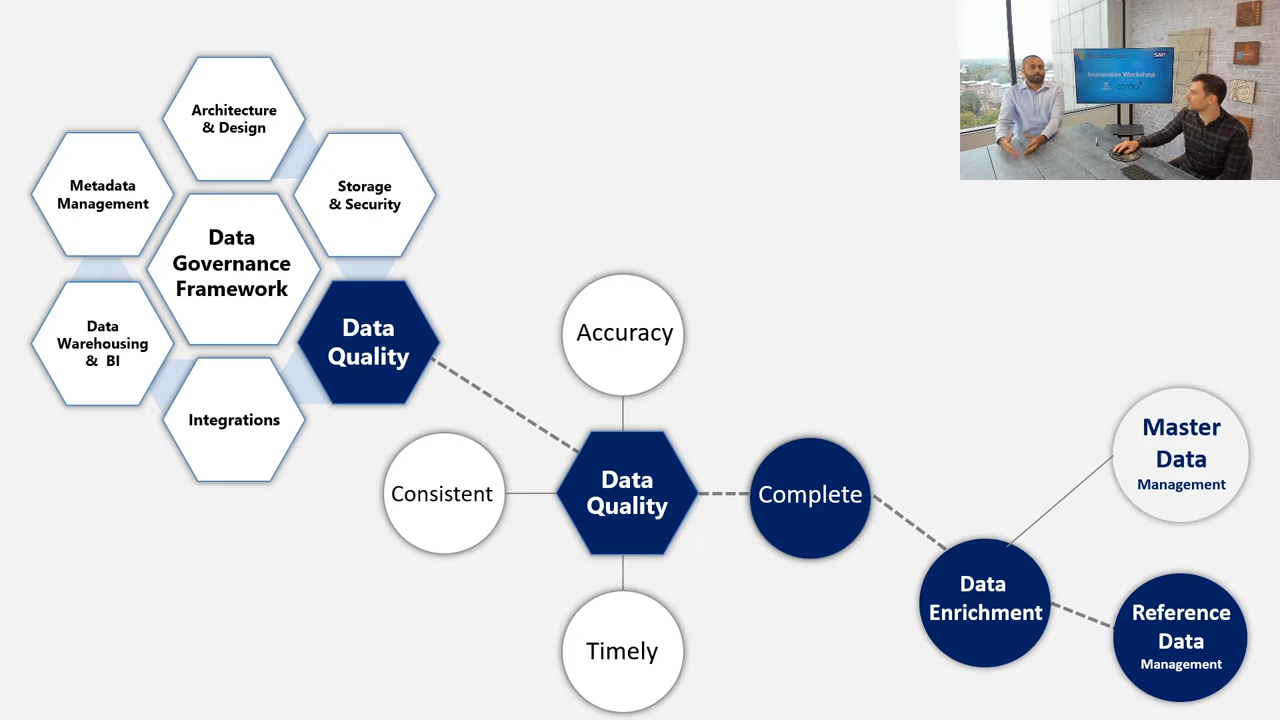 Architecture
& Design
Metadata
Management
Storage
& Security
Data
Governance
Framework
Data
Warehousing
& BI
Data
Quality
Integrations
Accuracy
Consistent
Data
Quality
Complete
Timely
Data
Enrichment
Master
Data
Management
Reference
Data
Management
SAP
Immersion Workshop